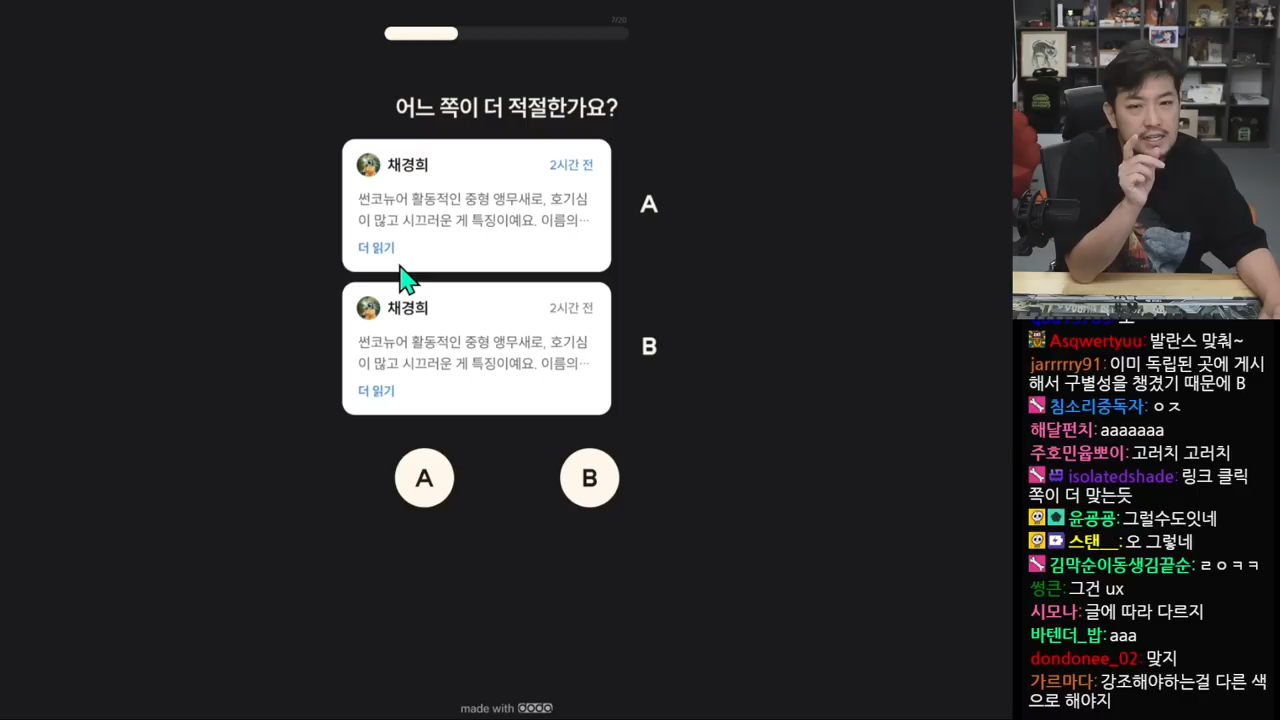 7/20
어느 쪽이 더 적절한가요?
채경희
2시간 전
썬코뉴어 활동적인 중형 앵무새로, 호기심
이 많고 시끄러운 게 특징이예요. 이름의…
더 읽기
A
채경희
2시간 전
썬코뉴어 활동적인 중형 앵무새로, 호기심
이 많고 시끄러운 게 특징이예요. 이름의…
더 읽기
B
A
B
made with dodo
Asqwertyuu: 발란스 맞춰~
jarrrrry91: 이미 독립된 곳에 게시
해서 구별성을 챙겼기 때문에 B
침소리중독자: ㅇㅈ
해달펀치: aaaaaaa
주호민윱뽀이: 고러치 고러치
isolatedshade: 링크 클릭
쪽이 더 맞는듯
윤굥굥: 그럴수도잇네
스탠__: 오 그렇네
김막순이동생김끝순: ㄹㅇㅋㅋ
썽큰: 그건 ux
시모나: 글에 따라 다르지
바텐더_밥: aaa
dondonee_02: 맞지
가르마다: 강조해야하는걸 다른 색
으로 해야지